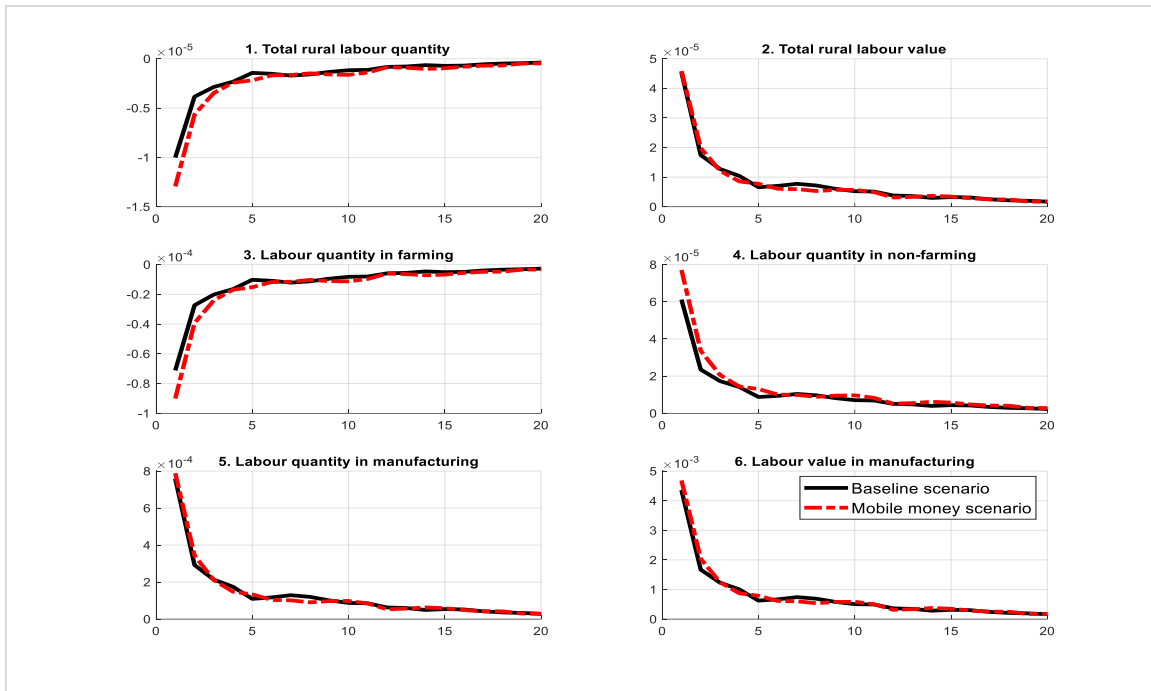 1. Total rural labour quantity
×10^-5
0
-0.5
-1
-1.5
0 5 10 15 20
2. Total rural labour value
×10^-5
5
4
3
2
1
0
0 5 10 15 20
3. Labour quantity in farming
×10^-4
0
-0.2
-0.4
-0.6
-0.8
-1
0 5 10 15 20
4. Labour quantity in non-farming
×10^-5
8
6
4
2
0
0 5 10 15 20
5. Labour quantity in manufacturing
×10^-4
8
6
4
2
0
0 5 10 15 20
6. Labour value in manufacturing
×10^-3
5
4
3
2
1
0
0 5 10 15 20
Baseline scenario
Mobile money scenario